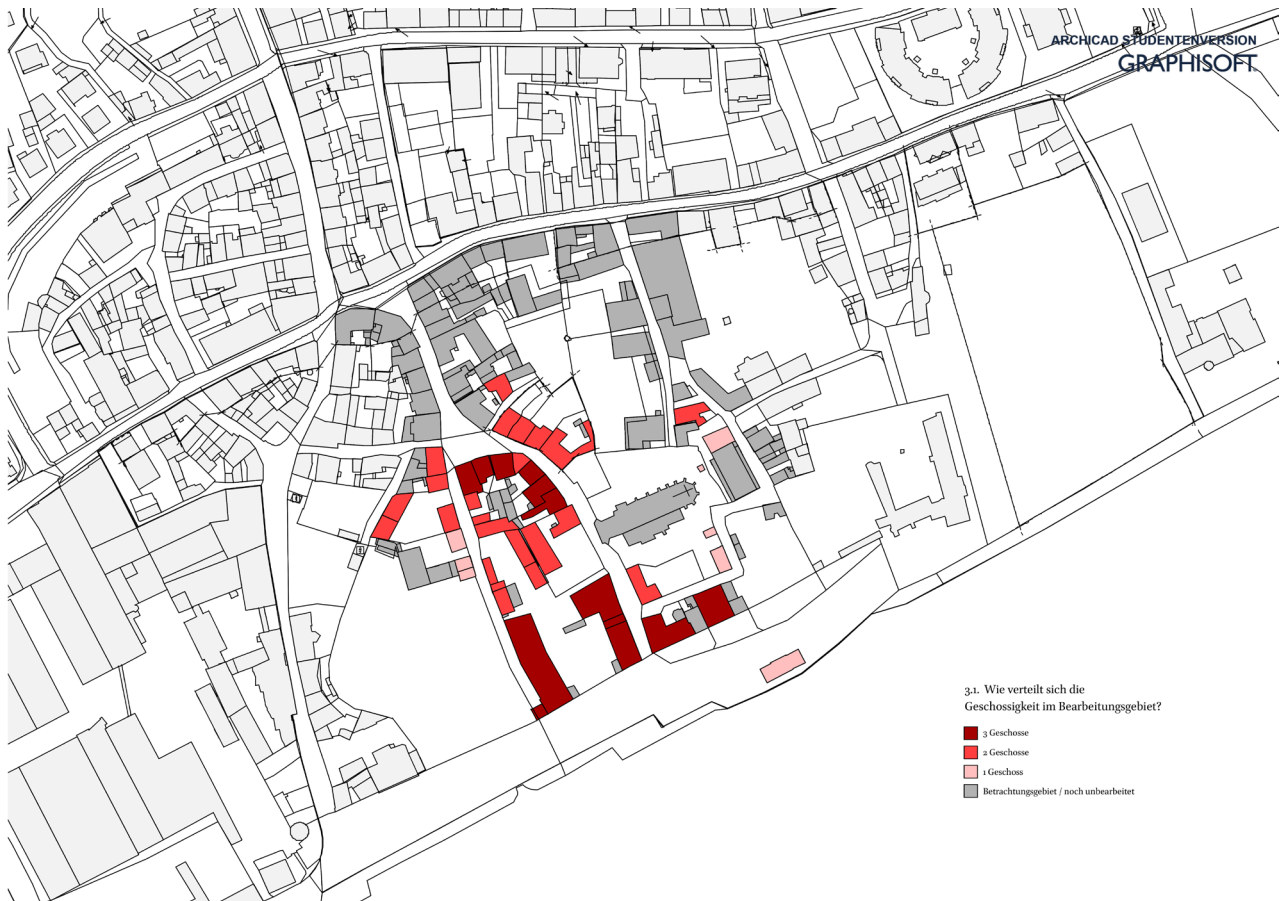 ARCHICAD STUDENTENVERSION
GRAPHISOFT.
3.1. Wie verteilt sich die
Geschossigkeit im Bearbeitungsgebiet?
3 Geschosse
2 Geschosse
1 Geschoss
Betrachtungsgebiet / noch unbearbeitet